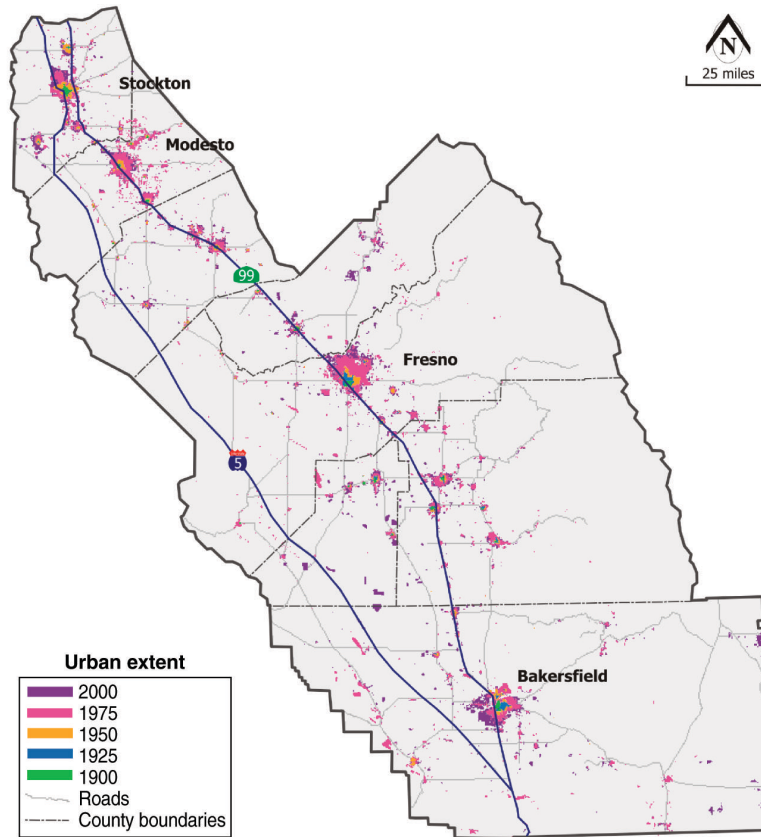 N
25 miles
Stockton
Modesto
99
Fresno
5
Bakersfield
Urban extent
2000
1975
1950
1925
1900
Roads
County boundaries